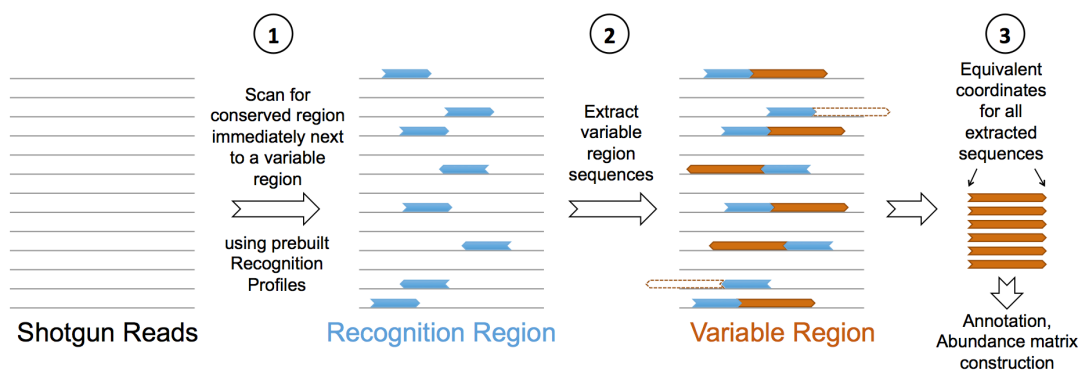 1
Scan for
conserved region
immediately next
to a variable
region
using prebuilt
Recognition
Profiles
2
Extract
variable
region
sequences
3
Equivalent
coordinates
for all
extracted
sequences
Annotation,
Abundance matrix
construction
Shotgun Reads
Recognition Region
Variable Region